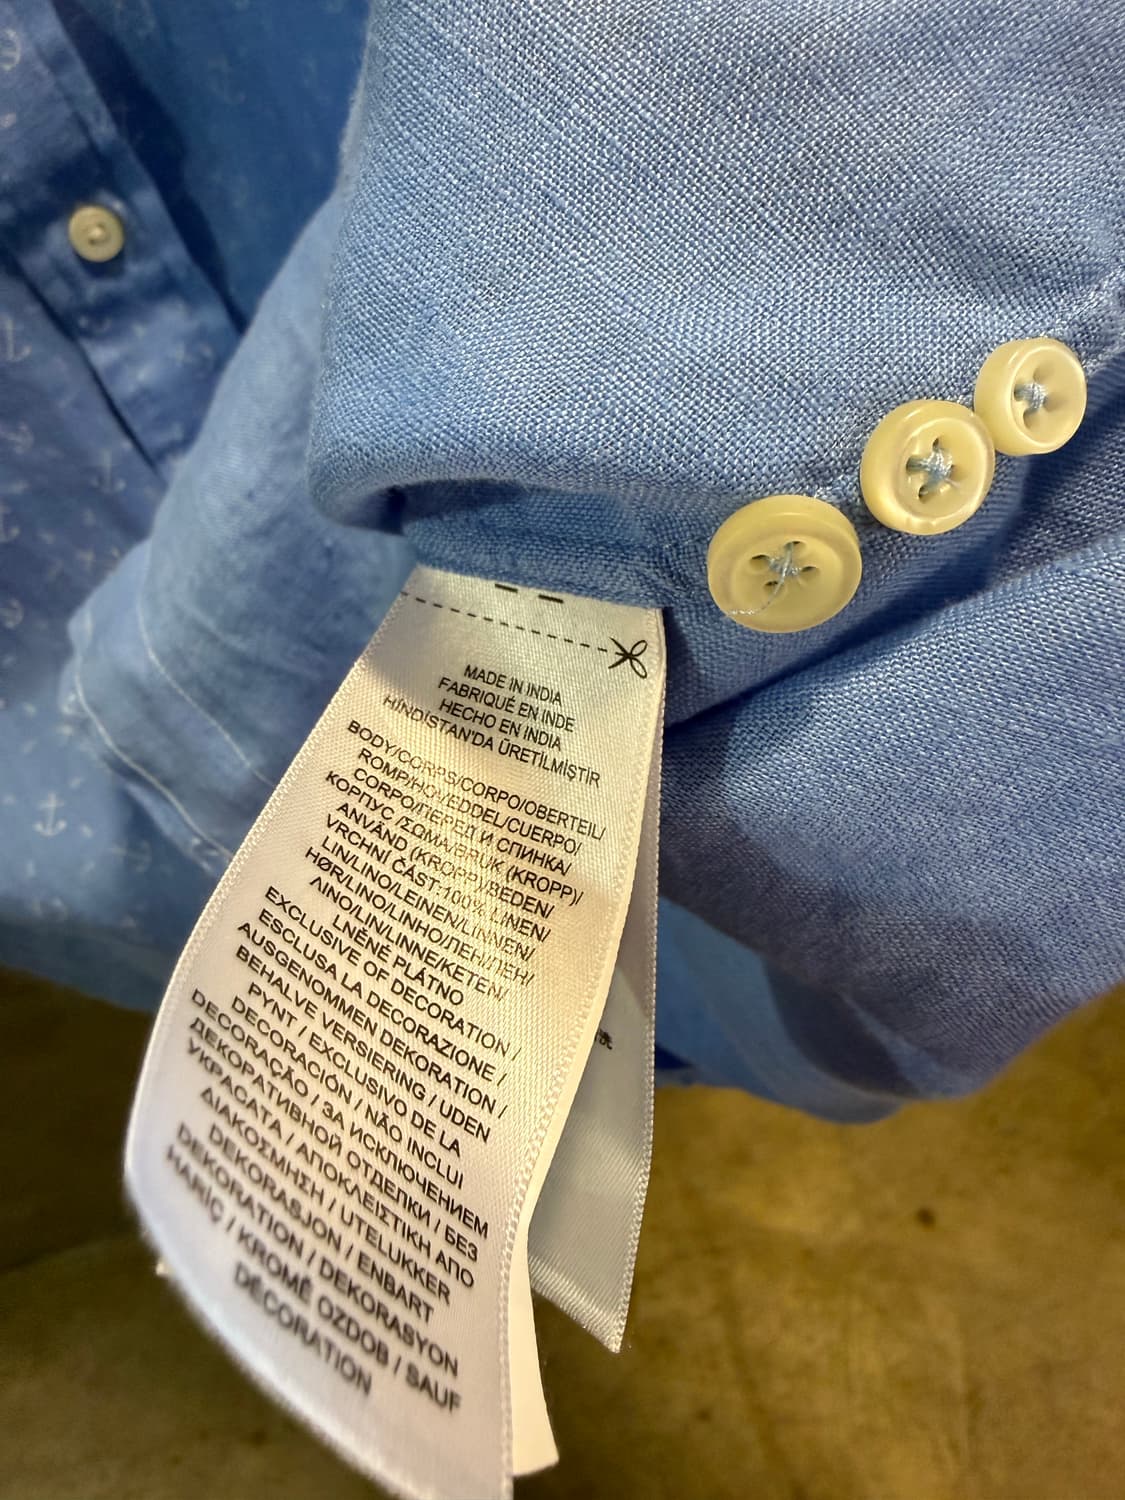 MADE IN INDIA
FABRIQUÉ EN INDE
HECHO EN INDIA
HİNDİSTAN'DA ÜRETİLMİŞTİR
BODY/CORPS/CORPO/OBERTEIL/
ROMP/HOVEDDEL/CUERPO/
CORPO/ПЕРЕД И СПИНКА/
КОРПУС /ΣΩΜΑ/BRUK (KROPP)/
ANVÄND (KROPP)/BEDEN/
VRCHNÍ ČÁST:100% LINEN/
LIN/LINO/LEINEN/LINNEN/
HØR/LINO/LINHO/ЛЕН/ЛЕН/
ΛΙΝΟ/LIN/LINNE/KETEN/
LNĚNÉ PLÁTNO
EXCLUSIVE OF DECORATION /
ESCLUSA LA DECORAZIONE /
AUSGENOMMEN DEKORATION /
BEHALVE VERSIERING / UDEN
PYNT / EXCLUSIVO DE LA
DECORACIÓN / NÃO INCLUI
DECORAÇÃO / ЗА ИСКЛЮЧЕНИЕМ
ДЕКОРАТИВНОЙ ОТДЕЛКИ / БЕЗ
УКРАСАТА / ΑΠΟΚΛΕΙΣΤΙΚΗ ΑΠΟ
ΔΙΑΚΟΣΜΗΣΗ / UTELUKKER
DEKORASJON / ENBART
DEKORATION / DEKORASYON
HARİÇ / KROMĚ OZDOB / SAUF
DÉCORATION